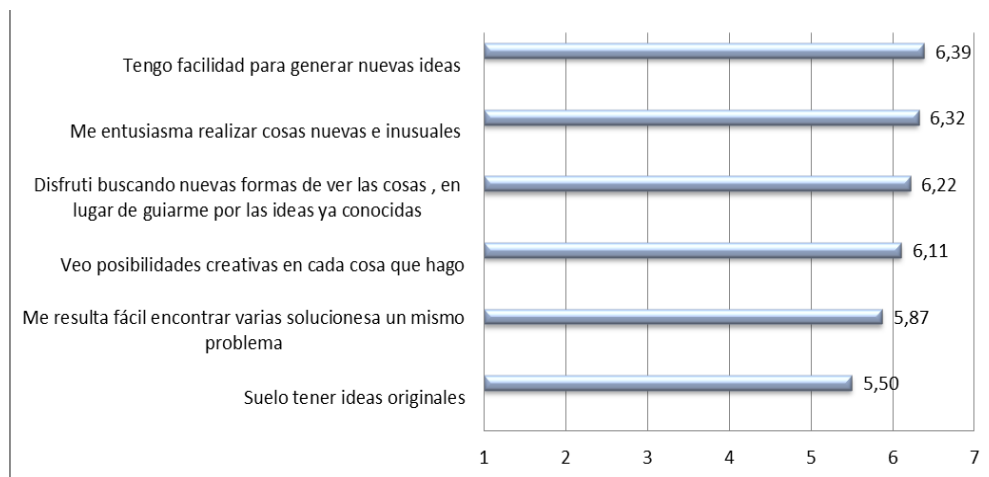 Tengo facilidad para generar nuevas ideas
6,39
Me entusiasma realizar cosas nuevas e inusuales
6,32
Disfruti buscando nuevas formas de ver las cosas , en
lugar de guiarme por las ideas ya conocidas
6,22
Veo posibilidades creativas en cada cosa que hago
6,11
Me resulta fácil encontrar varias solucionesa un mismo
problema
5,87
Suelo tener ideas originales
5,50
1 2 3 4 5 6 7